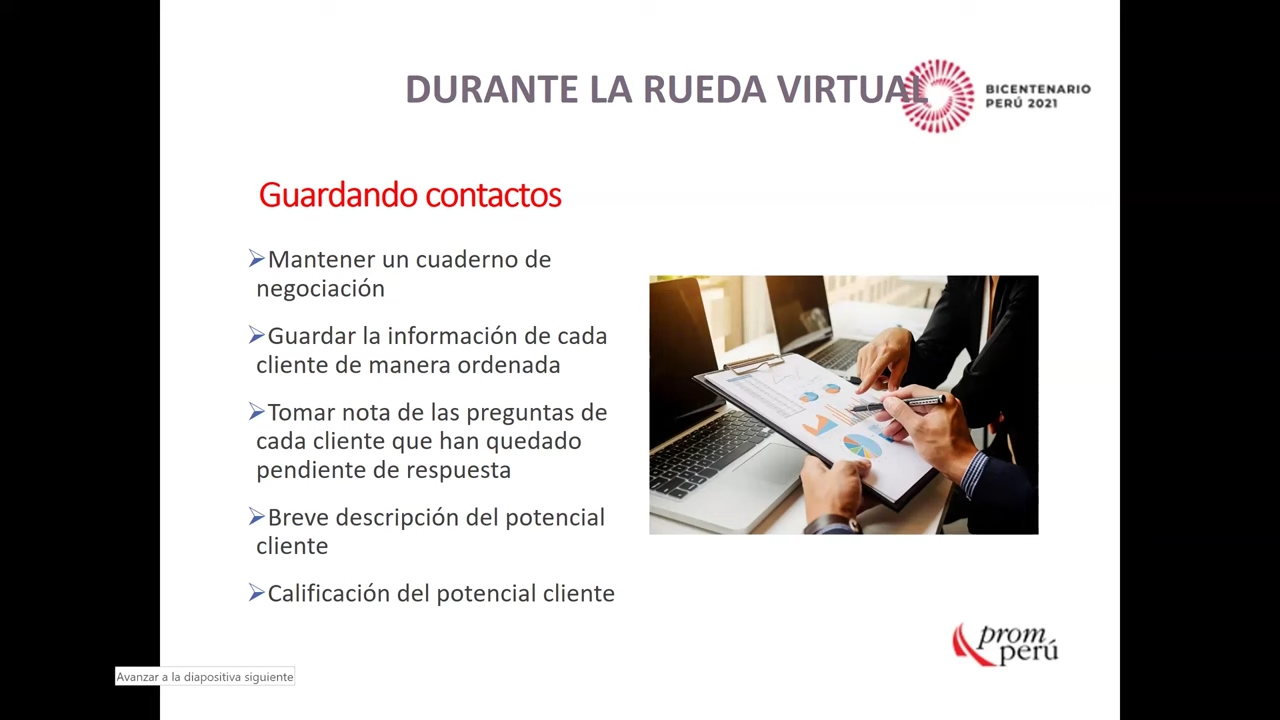 DURANTE LA RUEDA VIRTUAL
BICENTENARIO
PERÚ 2021
Guardando contactos
Mantener un cuaderno de
negociación
Guardar la información de cada
cliente de manera ordenada
Tomar nota de las preguntas de
cada cliente que han quedado
pendiente de respuesta
Breve descripción del potencial
cliente
Calificación del potencial cliente
prom
perú
Avanzar a la diapositiva siguiente